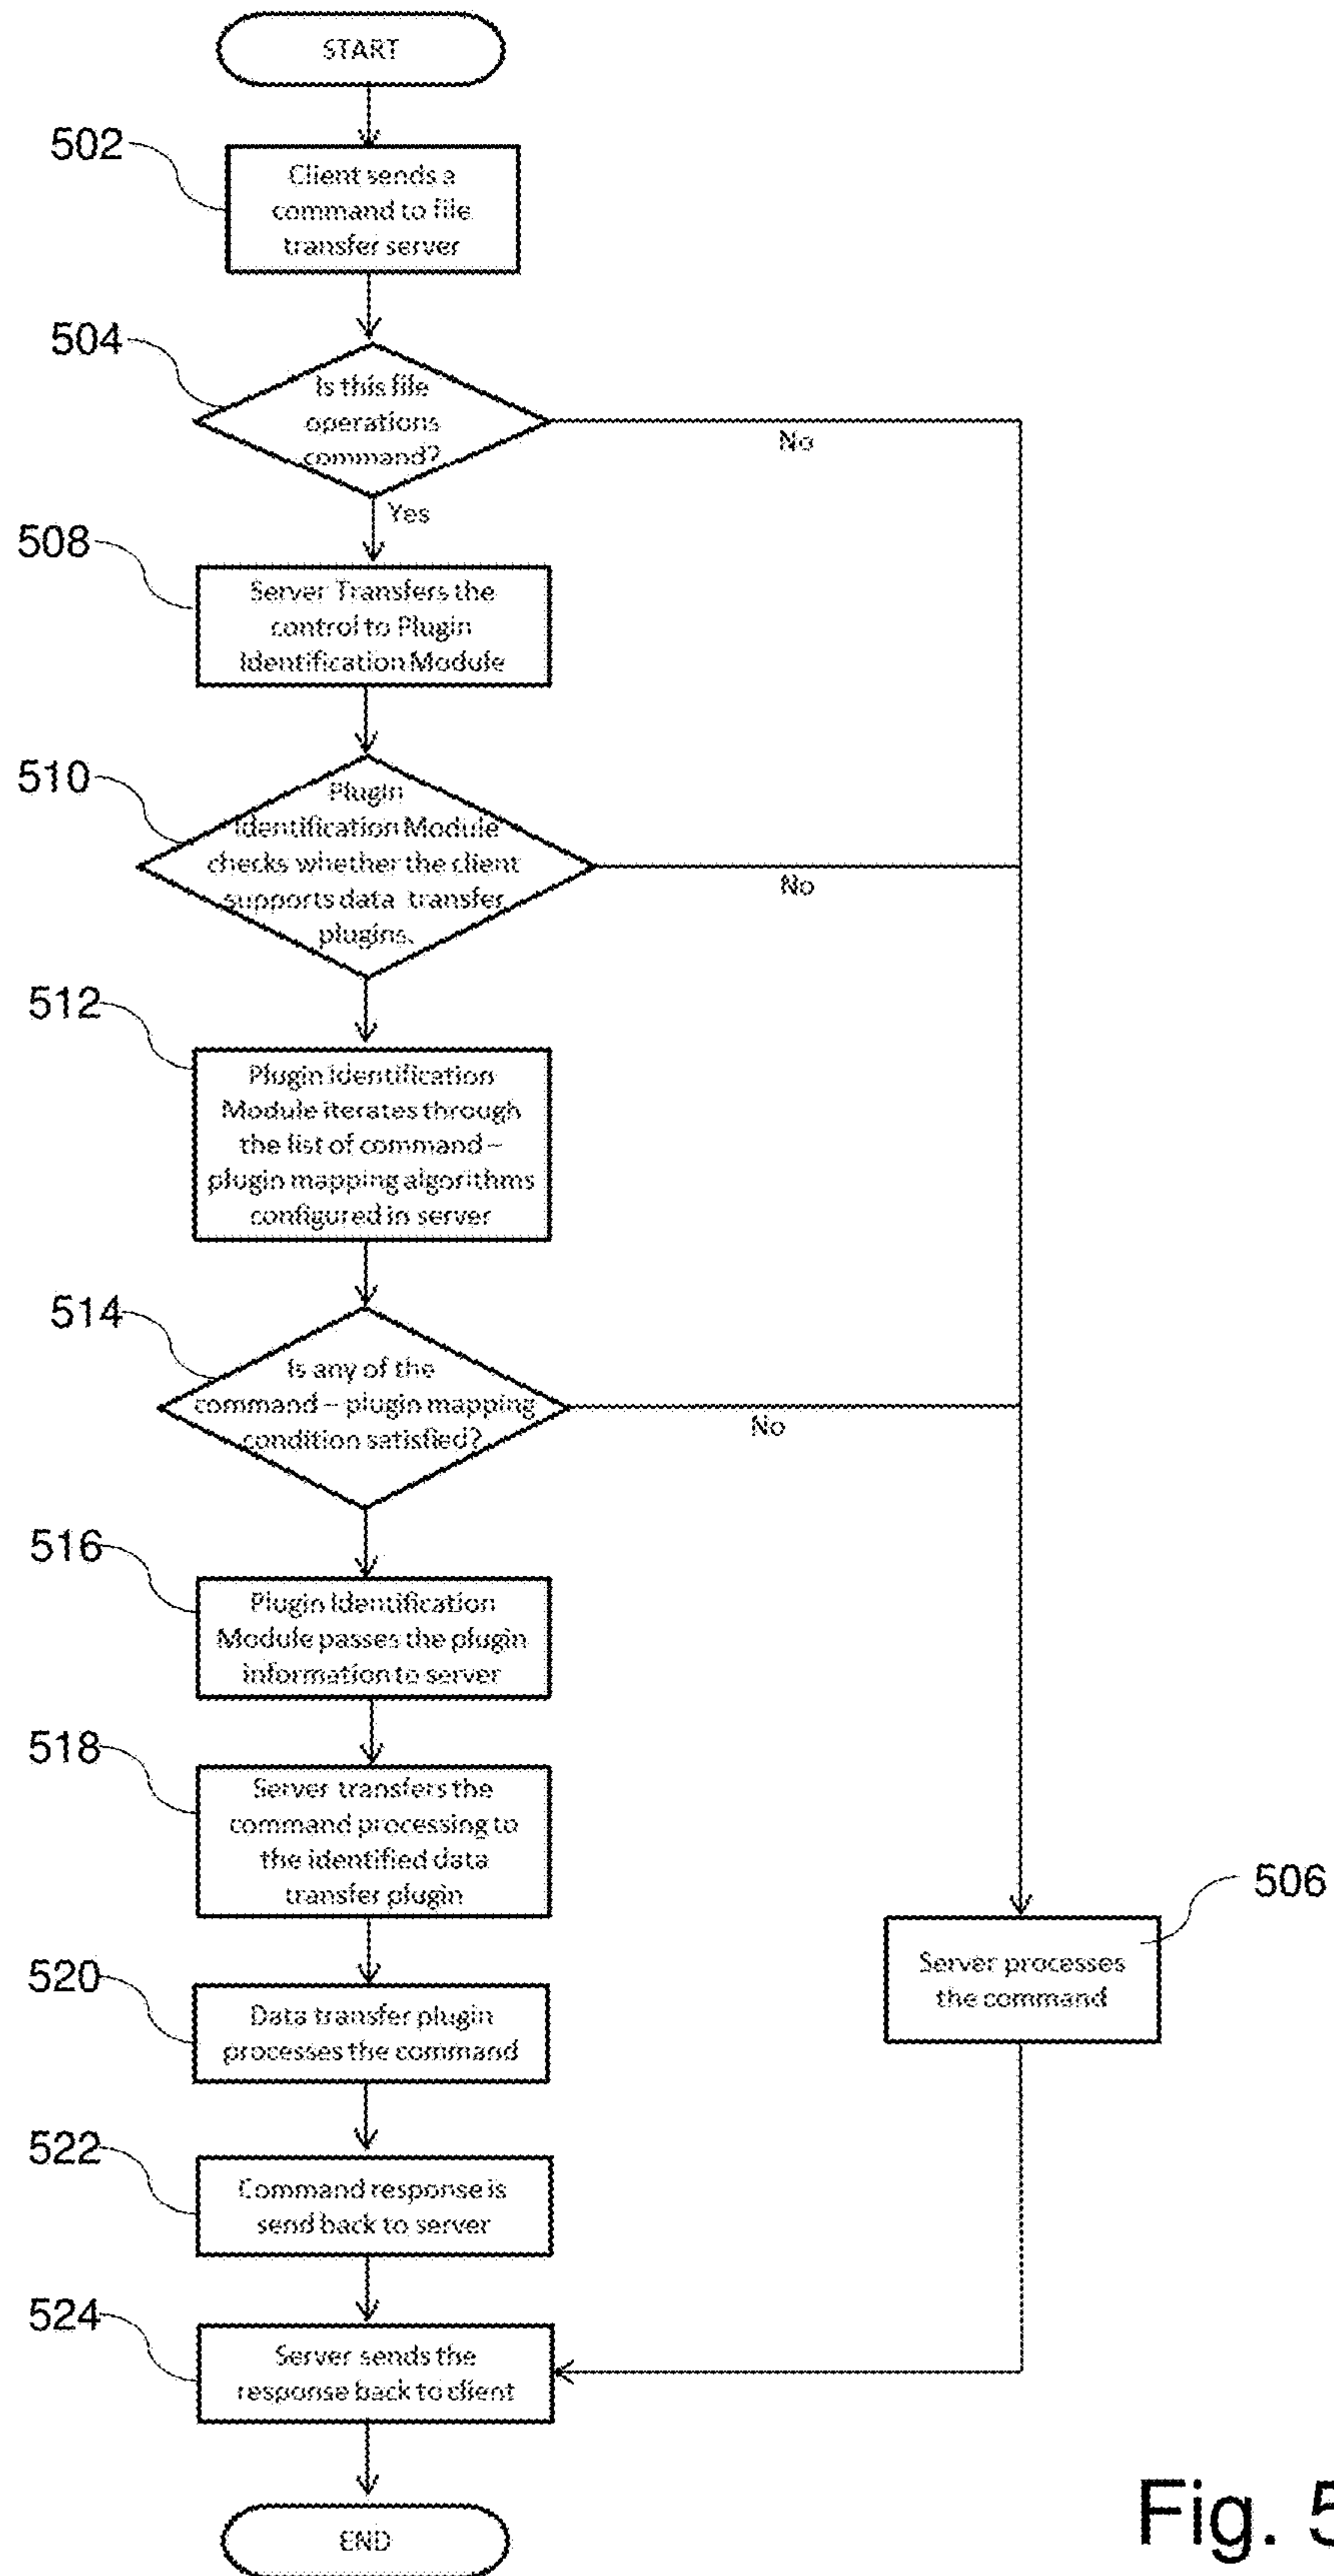 START
502
Client sends a
command to file
transfer server
504
Is this file
operations
command?
No
Yes
508
Server Transfers the
control to Plugin
Identification Module
510
Plugin
Identification Module
checks whether the client
supports data transfer
plugins.
No
512
Plugin Identification
Module iterates through
the list of command –
plugin mapping algorithms
configured in server
514
Is any of the
command – plugin mapping
condition satisfied?
No
516
Plugin Identification
Module passes the plugin
information to server
518
Server transfers the
command processing to
the identified data
transfer plugin
506
Server processes
the command
520
Data transfer plugin
processes the command
522
Command response is
send back to server
524
Server sends the
response back to client
END
Fig. 5